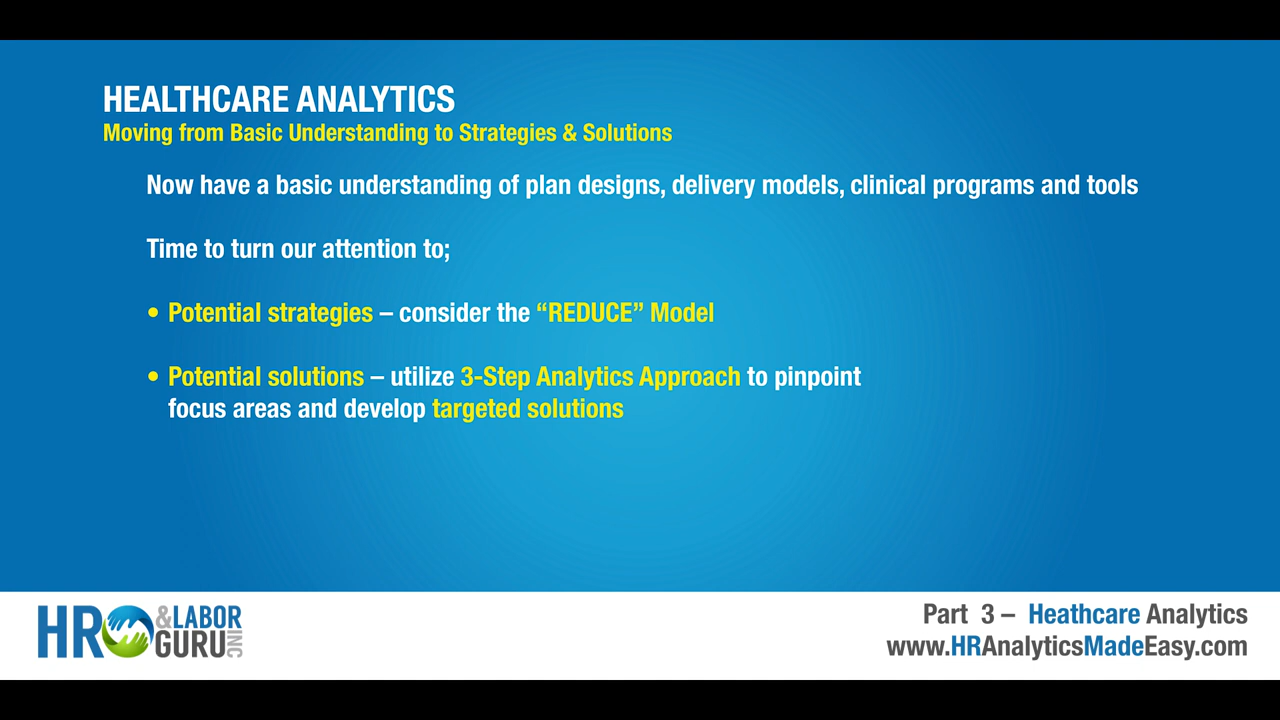 HEALTHCARE ANALYTICS
Moving from Basic Understanding to Strategies & Solutions
Now have a basic understanding of plan designs, delivery models, clinical programs and tools
Time to turn our attention to;
• Potential strategies – consider the “REDUCE” Model
• Potential solutions – utilize 3-Step Analytics Approach to pinpoint
focus areas and develop targeted solutions
HR &LABOR GURU INC
Part 3 – Heathcare Analytics
www.HRAnalyticsMadeEasy.com